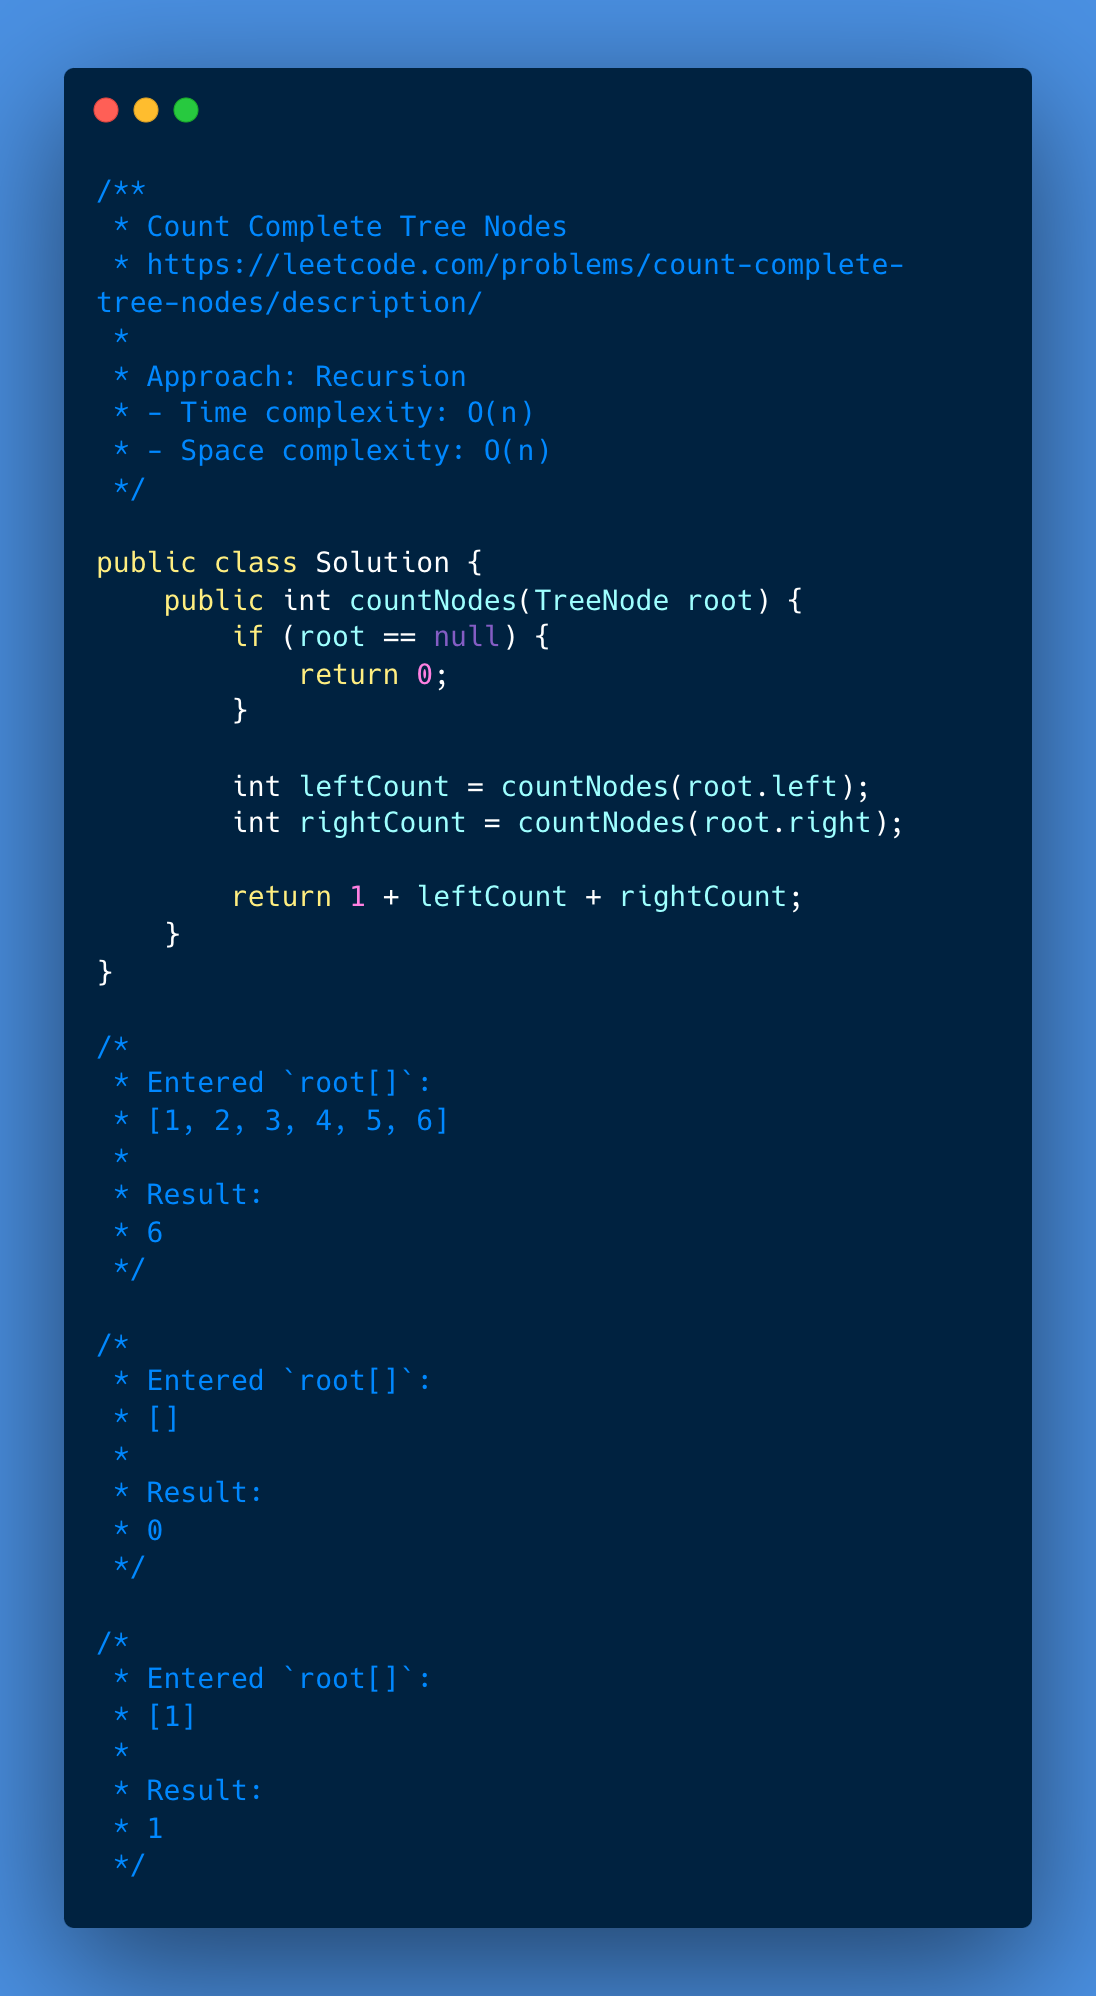 /**
 * Count Complete Tree Nodes
 * https://leetcode.com/problems/count-complete-
tree-nodes/description/
 *
 * Approach: Recursion
 * - Time complexity: O(n)
 * - Space complexity: O(n)
 */

public class Solution {
    public int countNodes(TreeNode root) {
        if (root == null) {
            return 0;
        }

        int leftCount = countNodes(root.left);
        int rightCount = countNodes(root.right);

        return 1 + leftCount + rightCount;
    }
}

/*
 * Entered `root[]`:
 * [1, 2, 3, 4, 5, 6]
 *
 * Result:
 * 6
 */

/*
 * Entered `root[]`:
 * []
 *
 * Result:
 * 0
 */

/*
 * Entered `root[]`:
 * [1]
 *
 * Result:
 * 1
 */